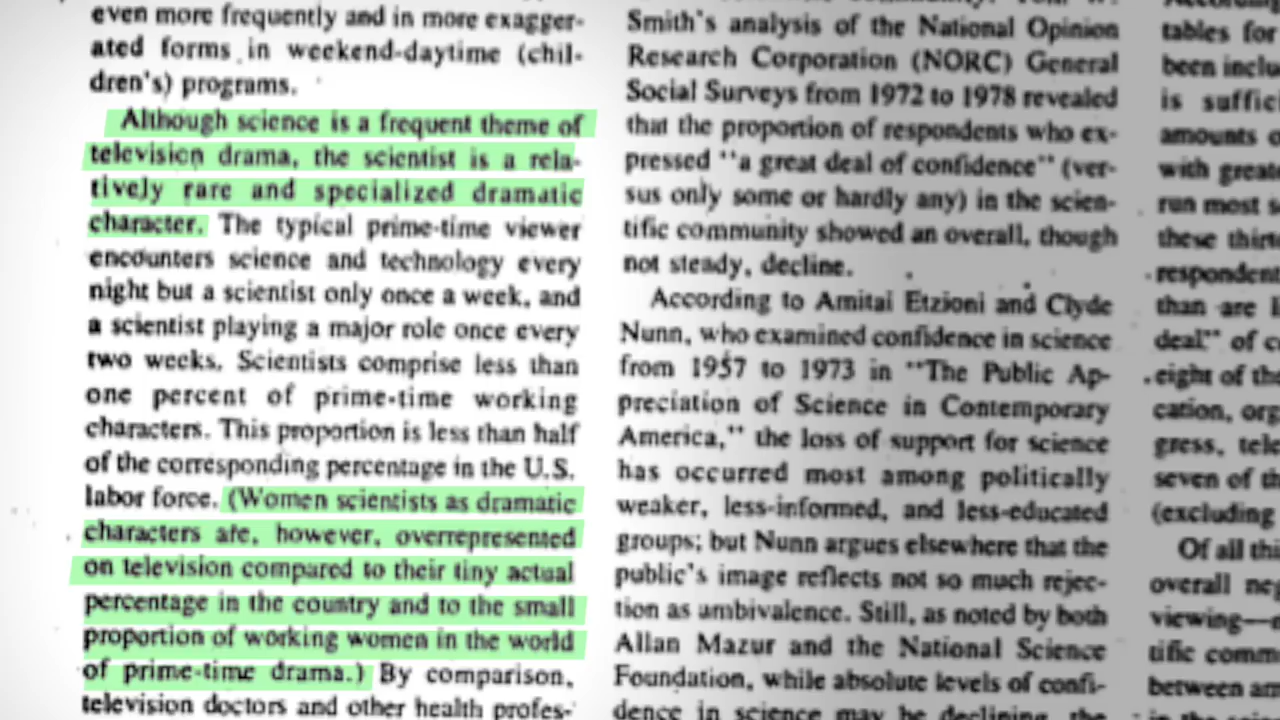 even more frequently and in more exagger-
ated forms in weekend-daytime (chil-
dren's) programs.
Although science is a frequent theme of
television drama, the scientist is a rela-
tively rare and specialized dramatic
character. The typical prime-time viewer
encounters science and technology every
night but a scientist only once a week, and
a scientist playing a major role once every
two weeks. Scientists comprise less than
one percent of prime-time working
characters. This proportion is less than half
of the corresponding percentage in the U.S.
labor force. (Women scientists as dramatic
characters are, however, overrepresented
on television compared to their tiny actual
percentage in the country and to the small
proportion of working women in the world
of prime-time drama.) By comparison,
television doctors and other health profes-
Smith's analysis of the National Opinion
Research Corporation (NORC) General
Social Surveys from 1972 to 1978 revealed
that the proportion of respondents who ex-
pressed "a great deal of confidence" (ver-
sus only some or hardly any) in the scien-
tific community showed an overall, though
not steady, decline.
According to Amitai Etzioni and Clyde
Nunn, who examined confidence in science
from 1957 to 1973 in "The Public Ap-
preciation of Science in Contemporary
America," the loss of support for science
has occurred most among politically
weaker, less-informed, and less-educated
groups; but Nunn argues elsewhere that the
public's image reflects not so much rejec-
tion as ambivalence. Still, as noted by both
Allan Mazur and the National Science
Foundation, while absolute levels of confi-
dence in science may be declining, the
tables for
been inclu
is suffici
amounts o
with greate
run most s
these thirt
respondent
than are l
deal" of co
eight of the
cation, org
gress, tele
seven of th
(excluding
Of all thi
overall neg
viewing—
tific comm
between am